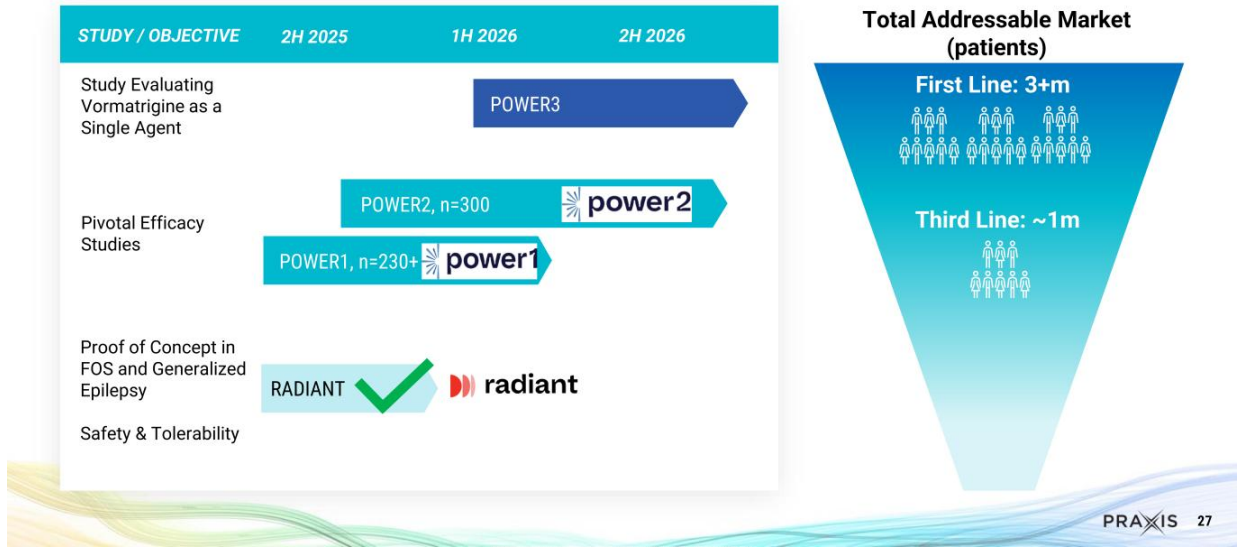 STUDY / OBJECTIVE 2H 2025 1H 2026 2H 2026
Study Evaluating
Vormatrigine as a
Single Agent
POWER3
Pivotal Efficacy
Studies
POWER2, n=300 power2
POWER1, n=230+ power1
Proof of Concept in
FOS and Generalized
Epilepsy
RADIANT radiant
Safety & Tolerability
Total Addressable Market
(patients)
First Line: 3+m
Third Line: ~1m
PRAXIS 27